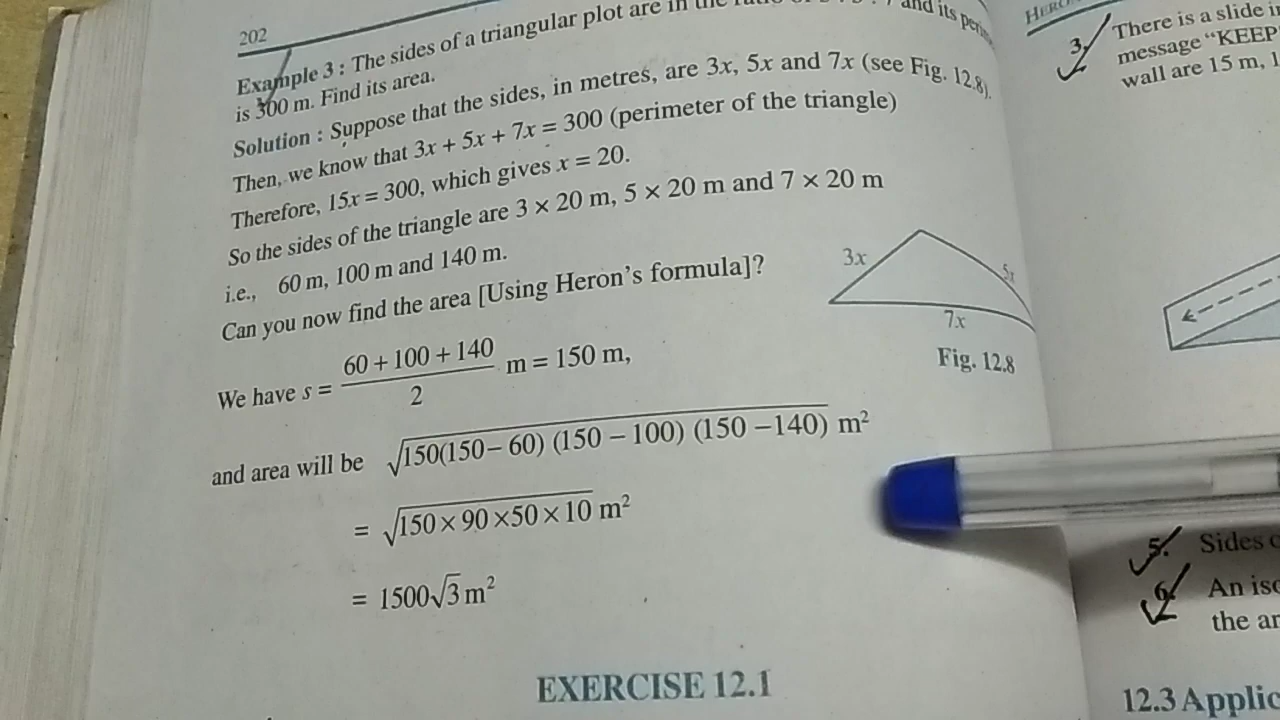 202
Example 3 : The sides of a triangular plot are in the and its
is 300 m. Find its area.
Solution : Suppose that the sides, in metres, are 3x, 5x and 7x (see Fig. 12.8).
Then, we know that 3x + 5x + 7x = 300 (perimeter of the triangle)
Therefore, 15x = 300, which gives x = 20.
So the sides of the triangle are 3 × 20 m, 5 × 20 m and 7 × 20 m
i.e., 60 m, 100 m and 140 m.
Can you now find the area [Using Heron's formula]?
3x
5x
7x
Fig. 12.8
We have s = (60 + 100 + 140)/2 m = 150 m,
and area will be √(150(150 – 60) (150 – 100) (150 – 140)) m²
= √(150 × 90 × 50 × 10) m²
= 1500√3 m²
EXERCISE 12.1
3. There is a slide
message "KEEP
wall are 15 m,
5. Sides
6. An
the
12.3